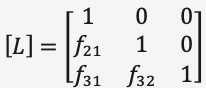 [L] = [1 0 0
f21 1 0
f31 f32 1]